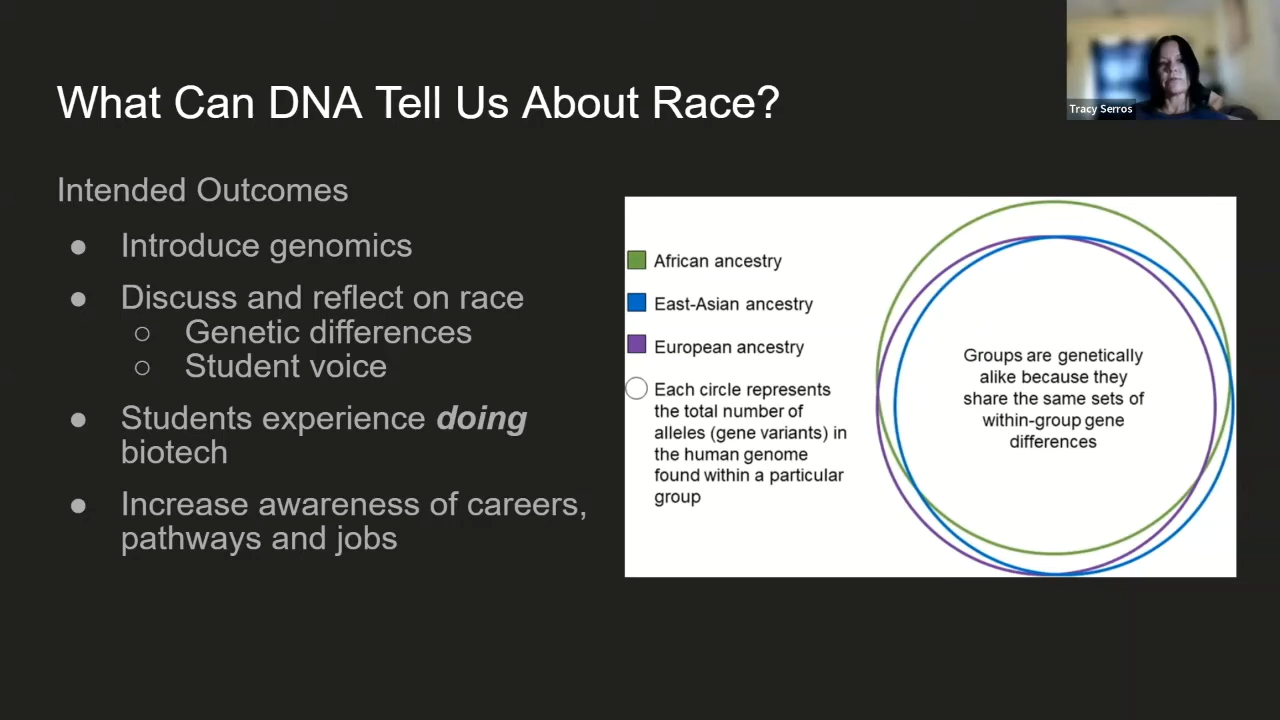 What Can DNA Tell Us About Race?
Tracy Serros
Intended Outcomes
● Introduce genomics
● Discuss and reflect on race
○ Genetic differences
○ Student voice
● Students experience doing
biotech
● Increase awareness of careers,
pathways and jobs
African ancestry
East-Asian ancestry
European ancestry
Each circle represents
the total number of
alleles (gene variants) in
the human genome
found within a particular
group
Groups are genetically
alike because they
share the same sets of
within-group gene
differences